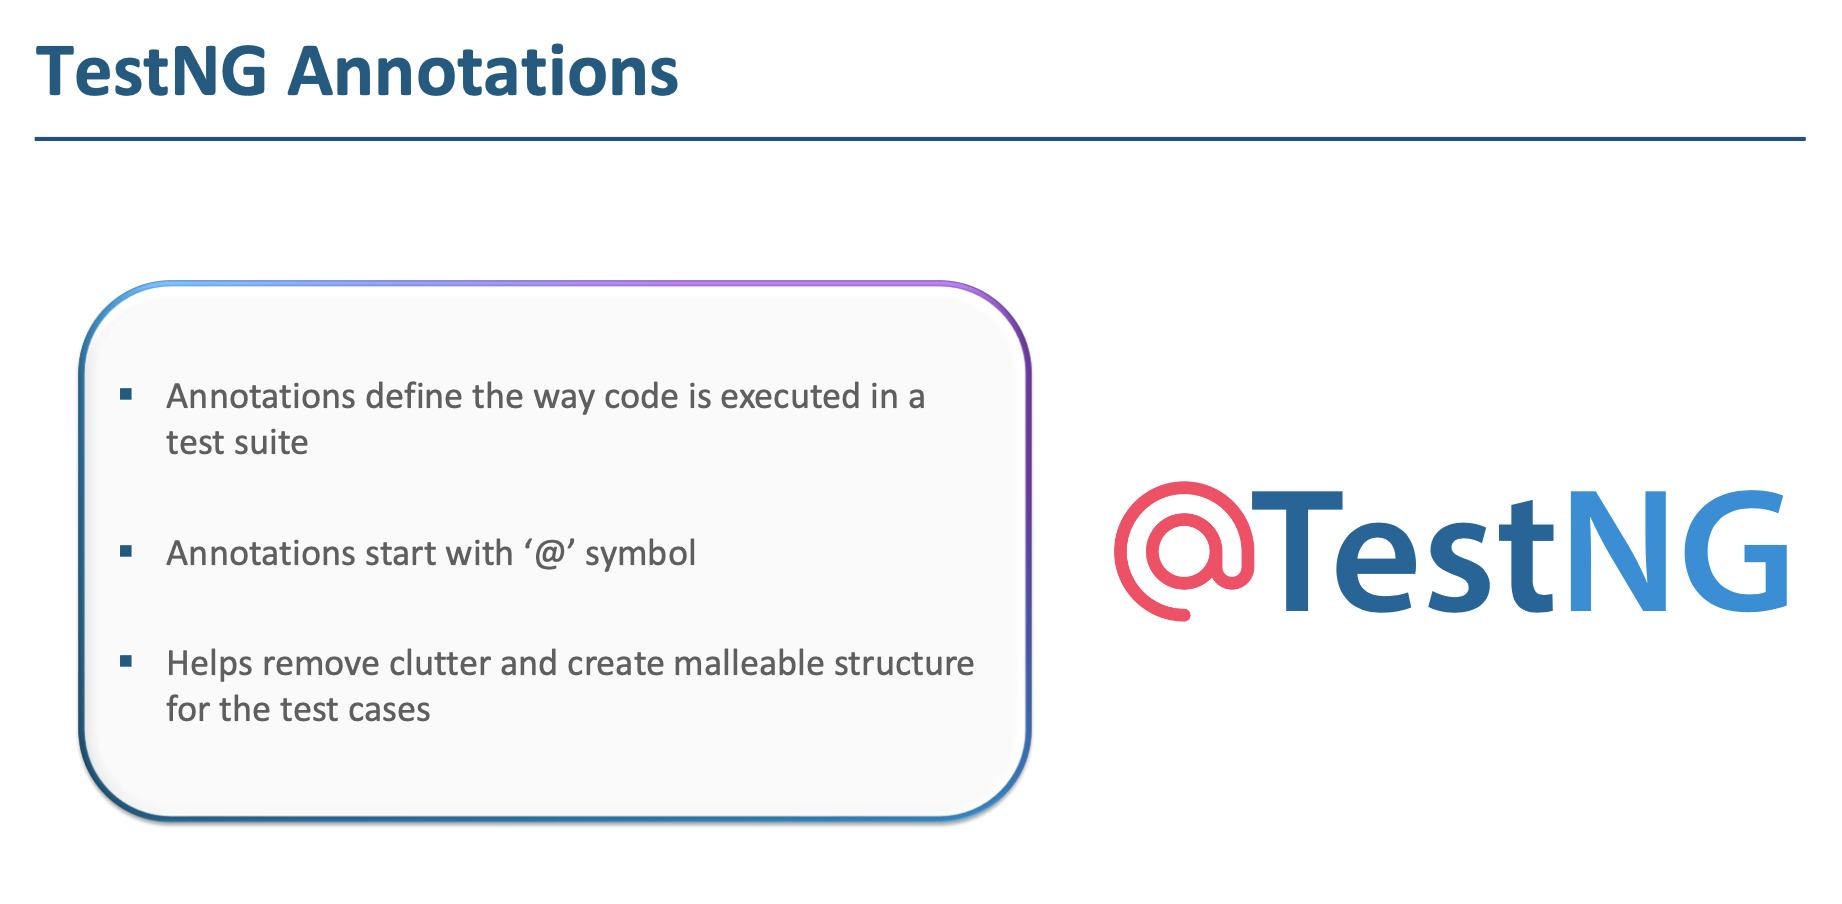 TestNG Annotations
▪ Annotations define the way code is executed in a
test suite
▪ Annotations start with ‘@’ symbol
▪ Helps remove clutter and create malleable structure
for the test cases
@TestNG